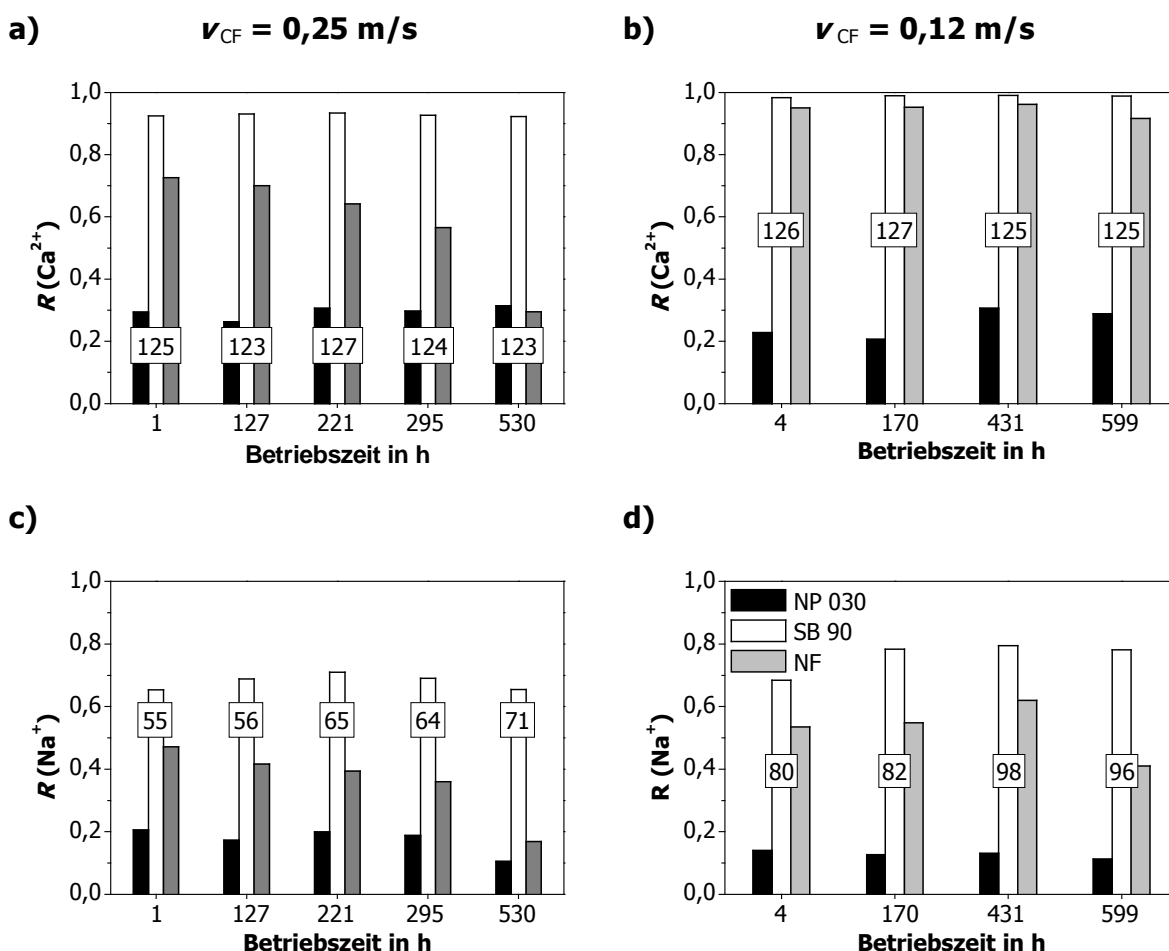 a) v CF = 0,25 m/s
b) v CF = 0,12 m/s
1,0
0,8
0,6
0,4
0,2
0,0
R (Ca2+)
125 123 127 124 123
1 127 221 295 530
Betriebszeit in h
1,0
0,8
0,6
0,4
0,2
0,0
R (Ca2+)
126 127 125 125
4 170 431 599
Betriebszeit in h
c)
1,0
0,8
0,6
0,4
0,2
0,0
R (Na+)
55 56 65 64 71
1 127 221 295 530
Betriebszeit in h
d)
1,0
0,8
0,6
0,4
0,2
0,0
R (Na+)
NP 030
SB 90
NF
80 82 98 96
4 170 431 599
Betriebszeit in h